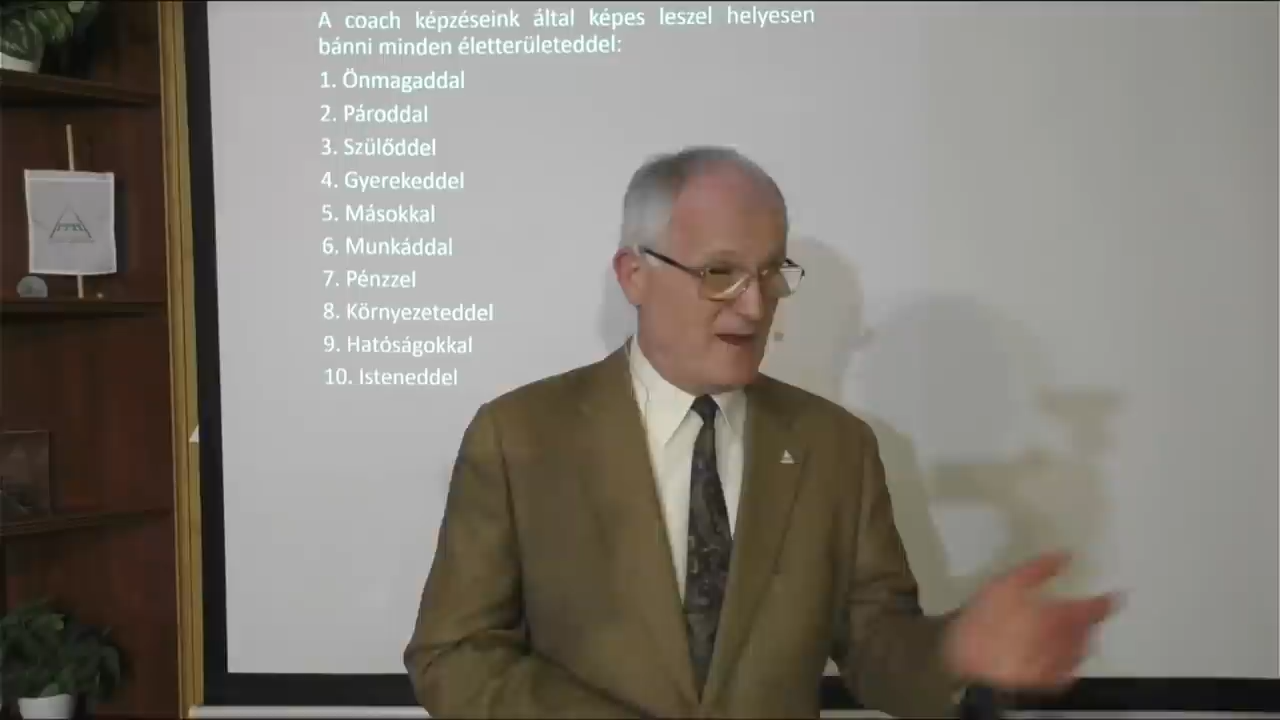 A coach képzéseink által képes leszel helyesen
bánni minden életterületeddel:
1. Önmagaddal
2. Pároddal
3. Szülőddel
4. Gyerekeddel
5. Másokkal
6. Munkáddal
7. Pénzzel
8. Környezeteddel
9. Hatóságokkal
10. Isteneddel